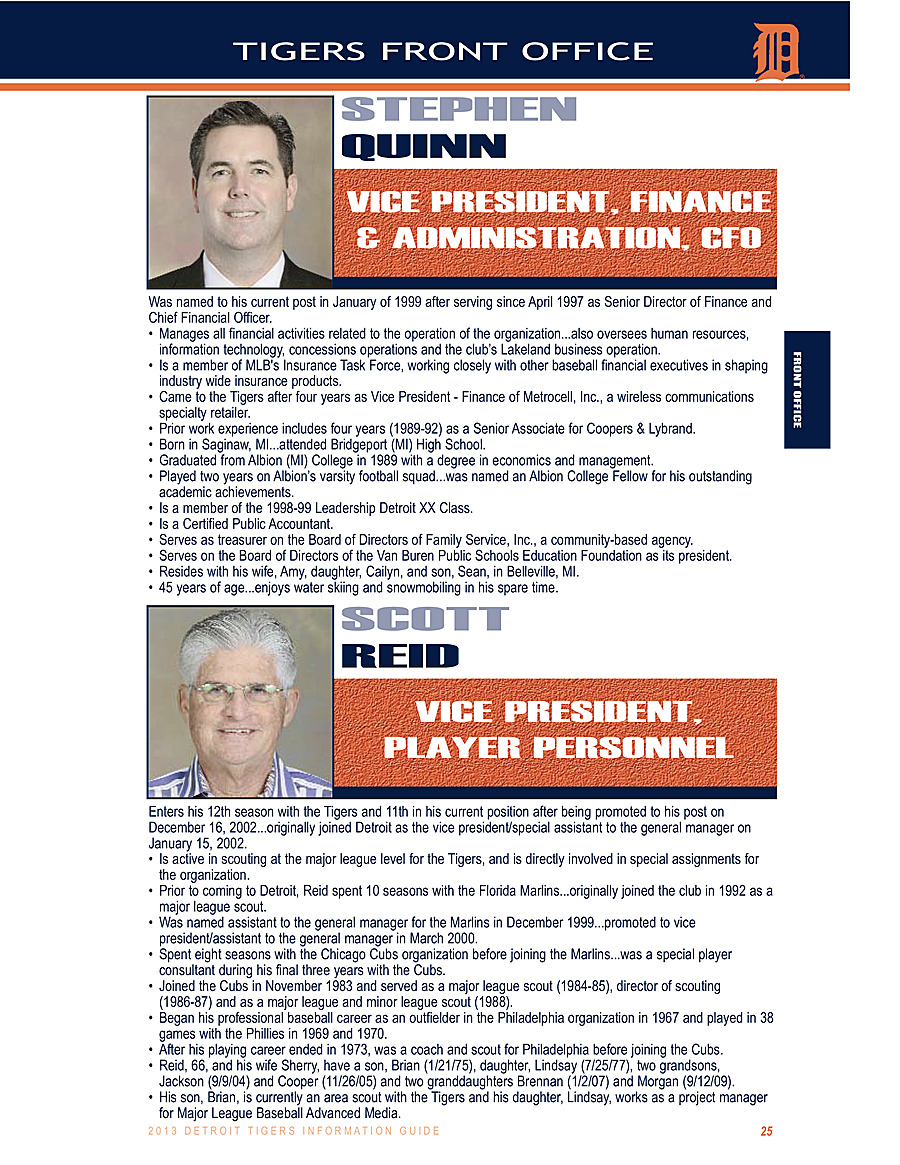 TIGERS FRONT OFFICE
D
STEPHEN
QUINN
VICE PRESIDENT, FINANCE
& ADMINISTRATION, CFO
Was named to his current post in January of 1999 after serving since April 1997 as Senior Director of Finance and
Chief Financial Officer.
• Manages all financial activities related to the operation of the organization...also oversees human resources,
information technology, concessions operations and the club's Lakeland business operation.
• Is a member of MLB's Insurance Task Force, working closely with other baseball financial executives in shaping
industry wide insurance products.
• Came to the Tigers after four years as Vice President - Finance of Metrocell, Inc., a wireless communications
specialty retailer.
• Prior work experience includes four years (1989-92) as a Senior Associate for Coopers & Lybrand.
• Born in Saginaw, MI...attended Bridgeport (MI) High School.
• Graduated from Albion (MI) College in 1989 with a degree in economics and management.
• Played two years on Albion's varsity football squad...was named an Albion College Fellow for his outstanding
academic achievements.
• Is a member of the 1998-99 Leadership Detroit XX Class.
• Is a Certified Public Accountant.
• Serves as treasurer on the Board of Directors of Family Service, Inc., a community-based agency.
• Serves on the Board of Directors of the Van Buren Public Schools Education Foundation as its president.
• Resides with his wife, Amy, daughter, Cailyn, and son, Sean, in Belleville, MI.
• 45 years of age...enjoys water skiing and snowmobiling in his spare time.
FRONT OFFICE
SCOTT
REID
VICE PRESIDENT,
PLAYER PERSONNEL
Enters his 12th season with the Tigers and 11th in his current position after being promoted to his post on
December 16, 2002...originally joined Detroit as the vice president/special assistant to the general manager on
January 15, 2002.
• Is active in scouting at the major league level for the Tigers, and is directly involved in special assignments for
the organization.
• Prior to coming to Detroit, Reid spent 10 seasons with the Florida Marlins...originally joined the club in 1992 as a
major league scout.
• Was named assistant to the general manager for the Marlins in December 1999...promoted to vice
president/assistant to the general manager in March 2000.
• Spent eight seasons with the Chicago Cubs organization before joining the Marlins...was a special player
consultant during his final three years with the Cubs.
• Joined the Cubs in November 1983 and served as a major league scout (1984-85), director of scouting
(1986-87) and as a major league and minor league scout (1988).
• Began his professional baseball career as an outfielder in the Philadelphia organization in 1967 and played in 38
games with the Phillies in 1969 and 1970.
• After his playing career ended in 1973, was a coach and scout for Philadelphia before joining the Cubs.
• Reid, 66, and his wife Sherry, have a son, Brian (1/21/75), daughter, Lindsay (7/25/77), two grandsons,
Jackson (9/9/04) and Cooper (11/26/05) and two granddaughters Brennan (1/2/07) and Morgan (9/12/09).
• His son, Brian, is currently an area scout with the Tigers and his daughter, Lindsay, works as a project manager
for Major League Baseball Advanced Media.
2013 DETROIT TIGERS INFORMATION GUIDE
25